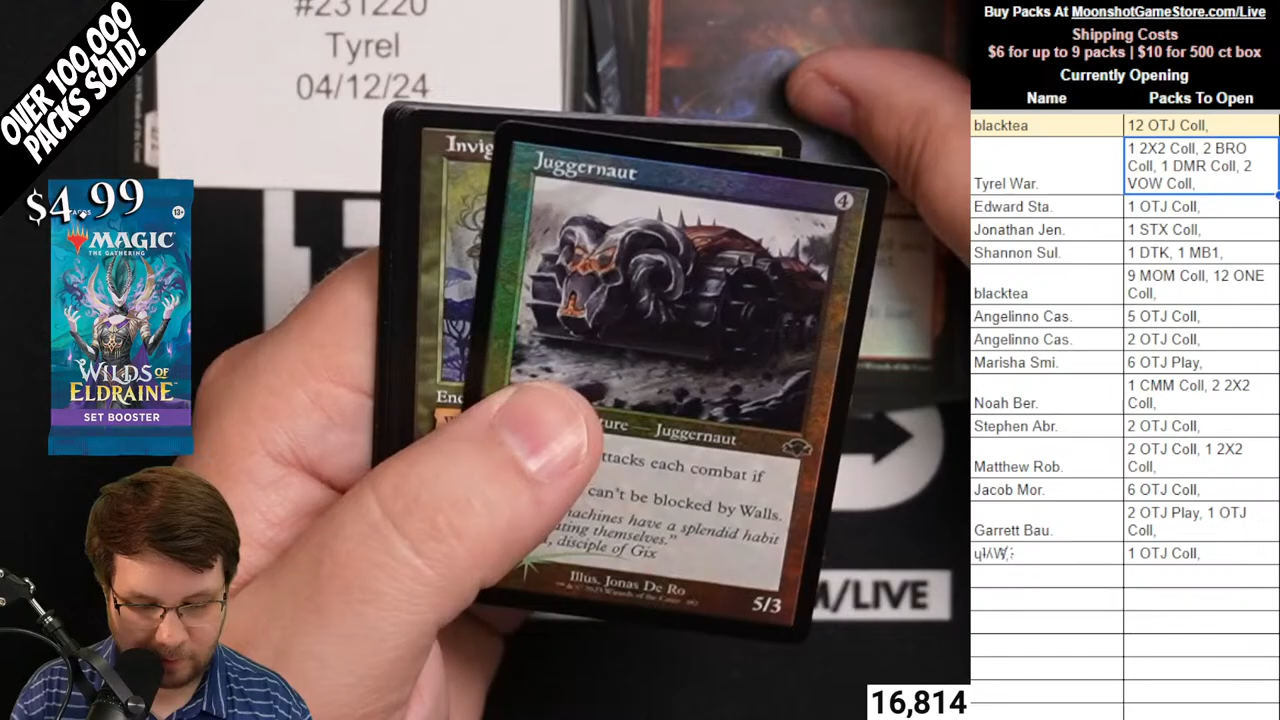 OVER 100,000
PACKS SOLD!
#231220
Tyrel
04/12/24
$4.99
13+
MAGIC
THE GATHERING
WILDS OF
ELDRAINE
SET BOOSTER
Invig
Juggernaut
4
ture — Juggernaut
attacks each combat if
can't be blocked by Walls.
machines have a splendid habit
ating themselves."
disciple of Gix
Illus. Jonas De Ro
5/3
M/LIVE
16,814
Buy Packs At MoonshotGameStore.com/Live
Shipping Costs
$6 for up to 9 packs | $10 for 500 ct box
Currently Opening
Name Packs To Open
blacktea 12 OTJ Coll,
Tyrel War. 1 2X2 Coll, 2 BRO
Coll, 1 DMR Coll, 2
VOW Coll,
Edward Sta. 1 OTJ Coll,
Jonathan Jen. 1 STX Coll,
Shannon Sul. 1 DTK, 1 MB1,
blacktea 9 MOM Coll, 12 ONE
Coll,
Angelinno Cas. 5 OTJ Coll,
Angelinno Cas. 2 OTJ Coll,
Marisha Smi. 6 OTJ Play,
Noah Ber. 1 CMM Coll, 2 2X2
Coll,
Stephen Abr. 2 OTJ Coll,
Matthew Rob. 2 OTJ Coll, 1 2X2
Coll,
Jacob Mor. 6 OTJ Coll,
Garrett Bau. 2 OTJ Play, 1 OTJ
Coll,
1 OTJ Coll,